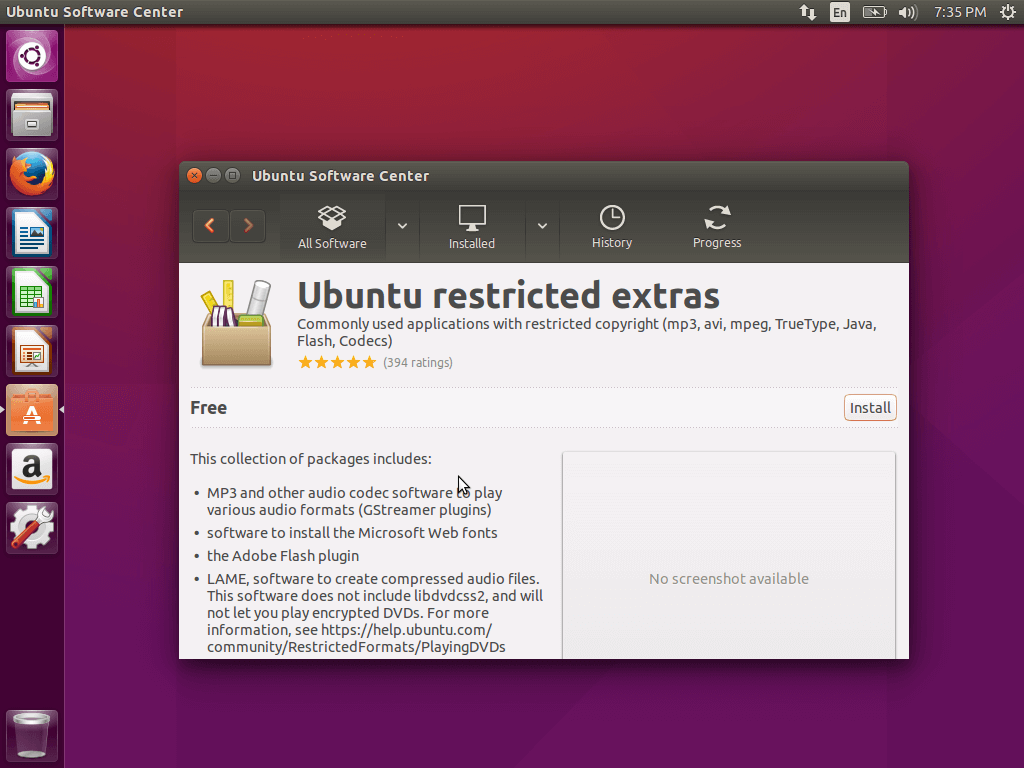 Ubuntu Software Center
En
7:35 PM
Ubuntu Software Center
All Software
Installed
History
Progress
Ubuntu restricted extras
Commonly used applications with restricted copyright (mp3, avi, mpeg, TrueType, Java,
Flash, Codecs)
(394 ratings)
Free
Install
This collection of packages includes:
• MP3 and other audio codec software to play
various audio formats (GStreamer plugins)
• software to install the Microsoft Web fonts
• the Adobe Flash plugin
• LAME, software to create compressed audio files.
This software does not include libdvdcss2, and will
not let you play encrypted DVDs. For more
information, see https://help.ubuntu.com/
community/RestrictedFormats/PlayingDVDs
No screenshot available